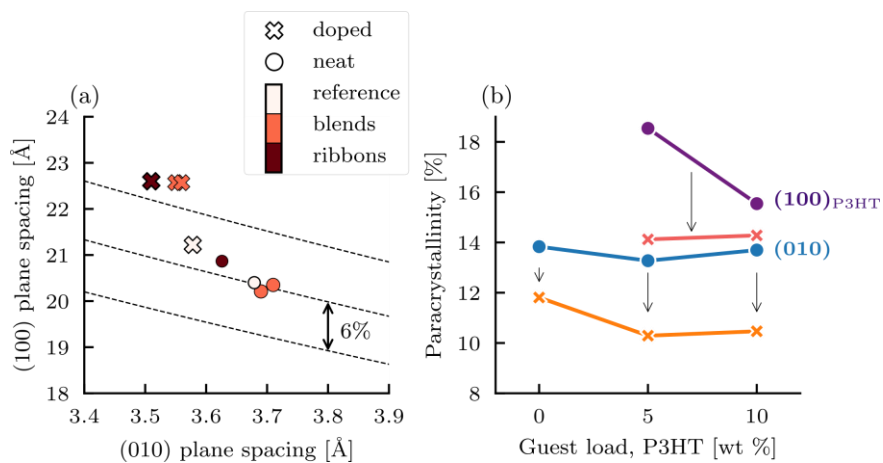 doped
neat
reference
blends
ribbons
(a)
24
23
22
21
20
19
18
3.4 3.5 3.6 3.7 3.8 3.9
(100) plane spacing [Å]
(010) plane spacing [Å]
6%
(b)
18
16
14
12
10
8
0 5 10
Paracrystallinity [%]
Guest load, P3HT [wt %]
(100)P3HT
(010)